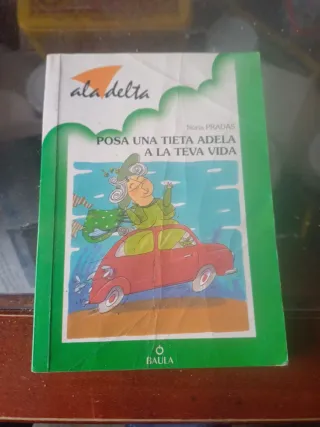 ala delta
Núria PRADAS
POSA UNA TIETA ADELA
A LA TEVA VIDA
BAULA